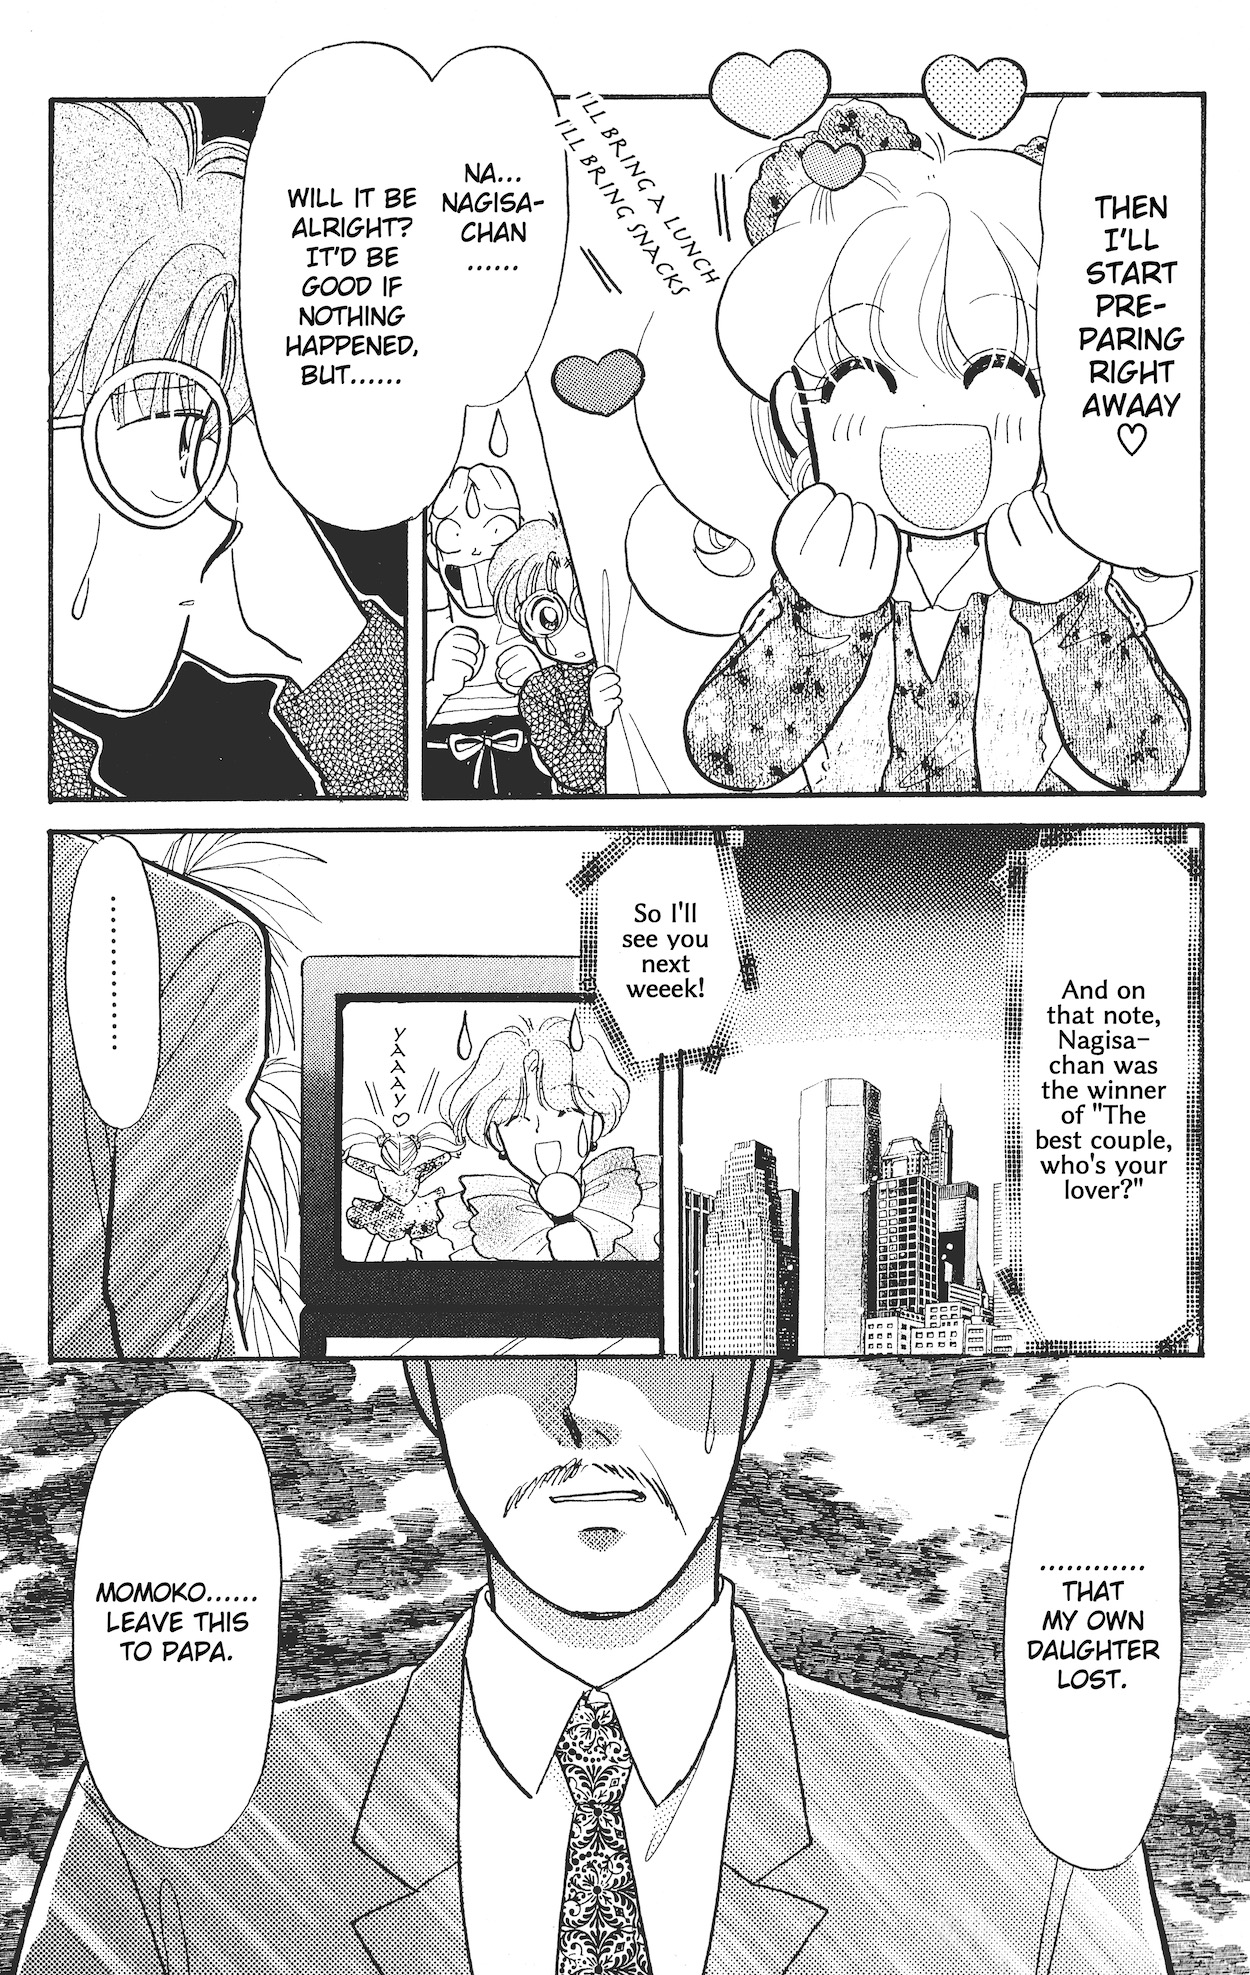 THEN
I'LL
START
PRE-
PARING
RIGHT
AWAAY
♡
I'LL BRING A LUNCH
I'LL BRING SNACKS
NA...
NAGISA-
CHAN
......
WILL IT BE
ALRIGHT?
IT'D BE
GOOD IF
NOTHING
HAPPENED,
BUT......
And on
that note,
Nagisa-
chan was
the winner
of "The
best couple,
who's your
lover?"
So I'll
see you
next
weeek!
YAAAAY♡
............
............
THAT
MY OWN
DAUGHTER
LOST.
MOMOKO......
LEAVE THIS
TO PAPA.